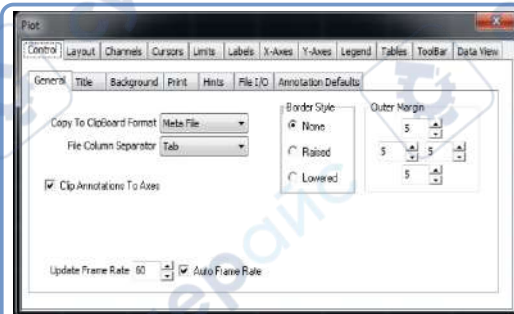 Plot
Control Layout Channels Cursors Limits Labels X-Axes Y-Axes Legend Tables ToolBar Data View
General Title Background Print Hints File I/O Annotation Defaults
Copy To ClipBoard Format Meta File
File Column Separator Tab
Clip Annotations To Axes
Update Frame Rate 60 Auto Frame Rate
Border Style
None
Raised
Lowered
Outer Margin
5
5 5
5